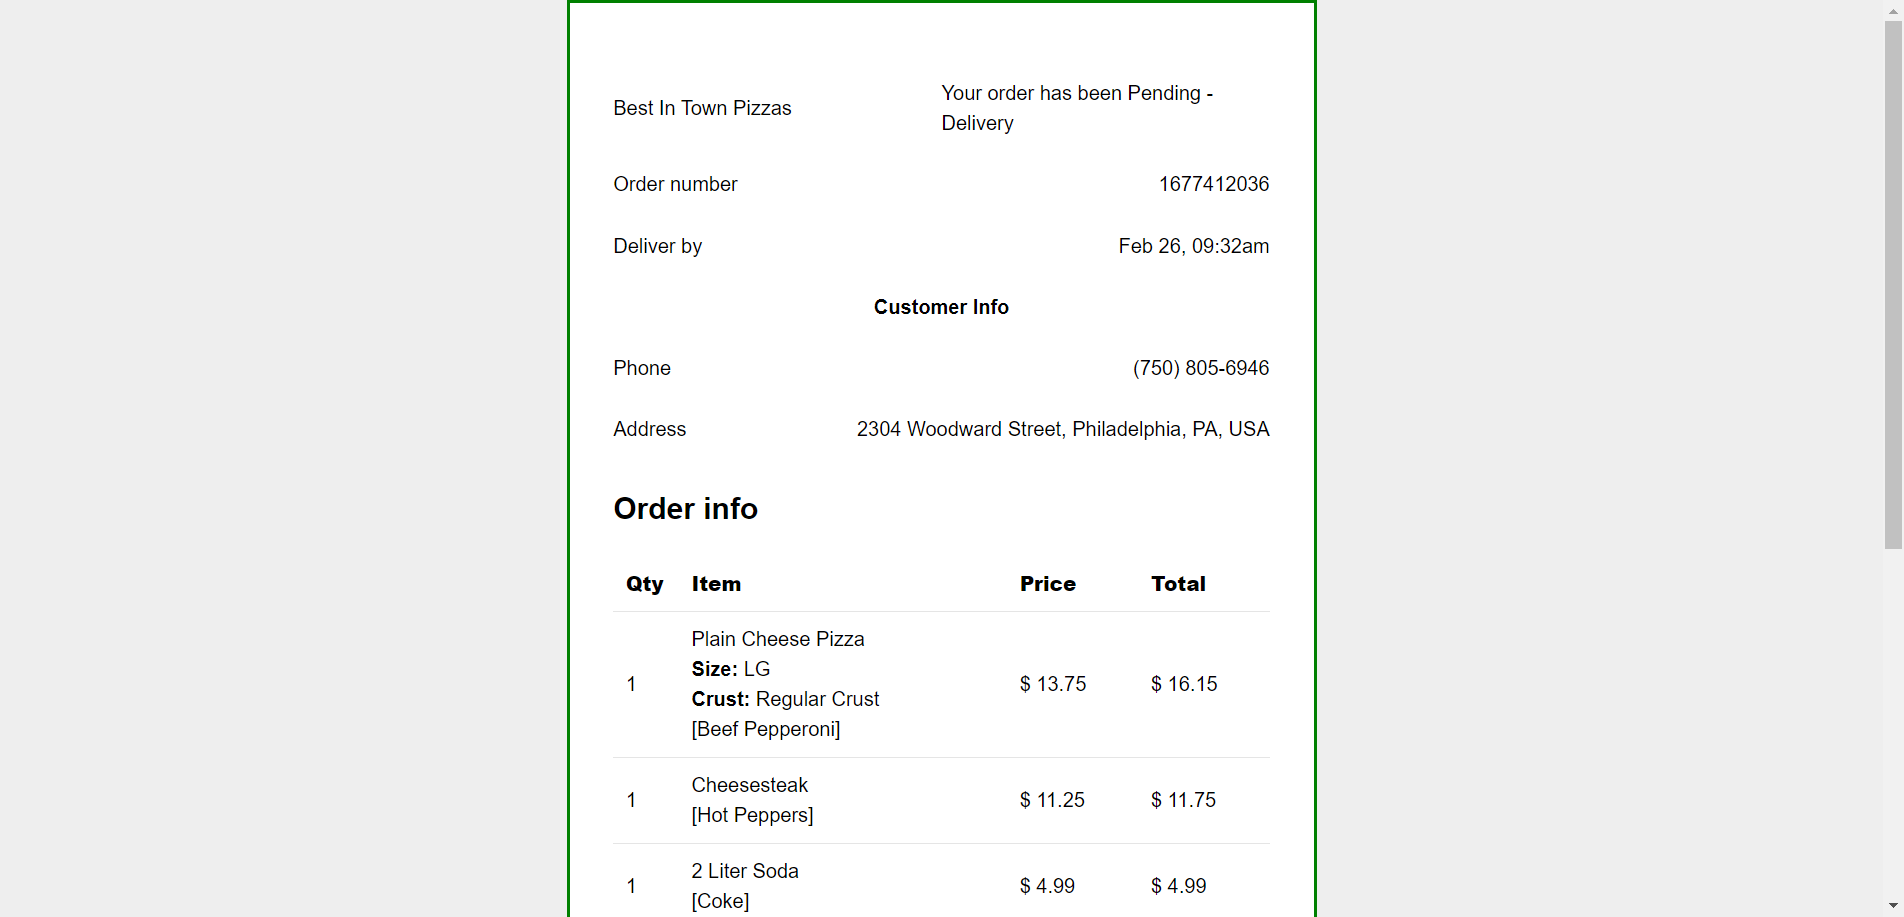 Best In Town Pizzas
Your order has been Pending -
Delivery
Order number 1677412036
Deliver by Feb 26, 09:32am
Customer Info
Phone (750) 805-6946
Address 2304 Woodward Street, Philadelphia, PA, USA
Order info
Qty Item Price Total
Plain Cheese Pizza
Size: LG
1 $ 13.75 $ 16.15
Crust: Regular Crust
[Beef Pepperoni]
Cheesesteak
1 $ 11.25 $ 11.75
[Hot Peppers]
2 Liter Soda
1 $ 4.99 $ 4.99
[Coke]